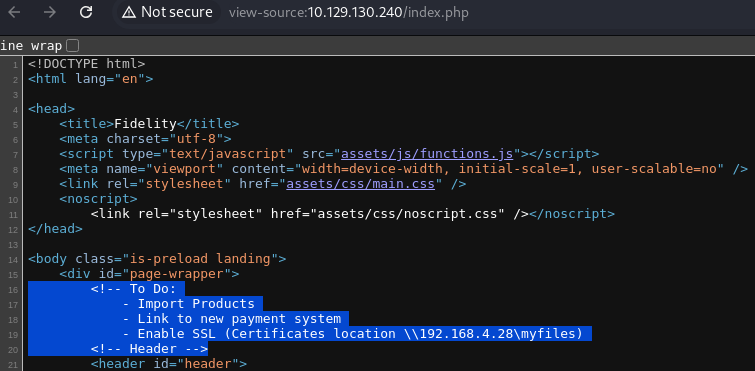 Not secure view-source:10.129.130.240/index.php
ine wrap
1 <!DOCTYPE html>
2 <html lang="en">
3
4 <head>
5 <title>Fidelity</title>
6 <meta charset="utf-8">
7 <script type="text/javascript" src="assets/js/functions.js"></script>
8 <meta name="viewport" content="width=device-width, initial-scale=1, user-scalable=no" />
9 <link rel="stylesheet" href="assets/css/main.css" />
10 <noscript>
11 <link rel="stylesheet" href="assets/css/noscript.css" /></noscript>
12 </head>
13
14 <body class="is-preload landing">
15 <div id="page-wrapper">
16 <!-- To Do:
17 - Import Products
18 - Link to new payment system
19 - Enable SSL (Certificates location \\192.168.4.28\myfiles)
20 <!-- Header -->
21 <header id="header">